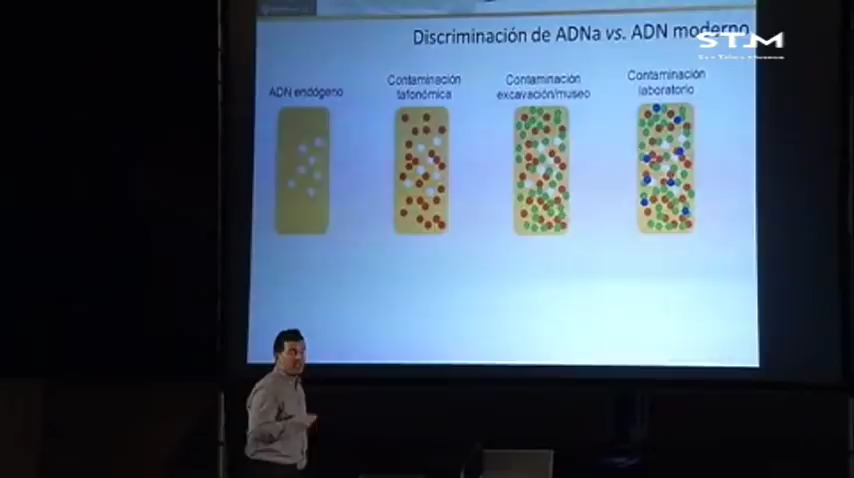 Discriminación de ADNa vs. ADN moderno
STM
ADN endógeno
Contaminación
tafonómica
Contaminación
excavación/museo
Contaminación
laboratorio